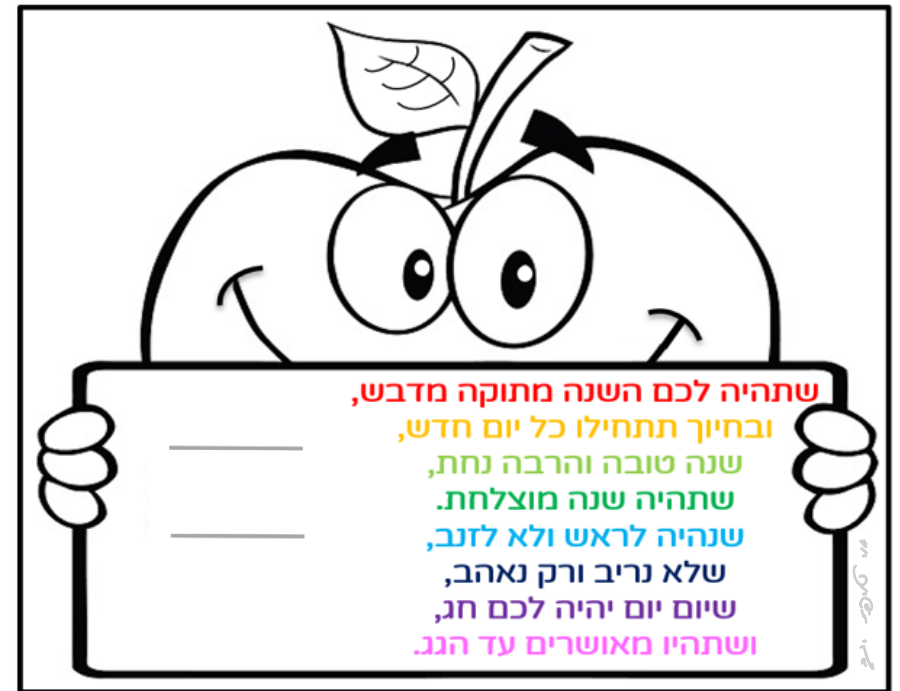 שתהיה לכם השנה מתוקה מדבש,
ובחיוך תתחילו כל יום חדש,
שנה טובה והרבה נחת,
שתהיה שנה מוצלחת.
שנהיה לראש ולא לזנב,
שלא נריב ורק נאהב,
שיום יום יהיה לכם חג,
ושתהיו מאושרים עד הגג.